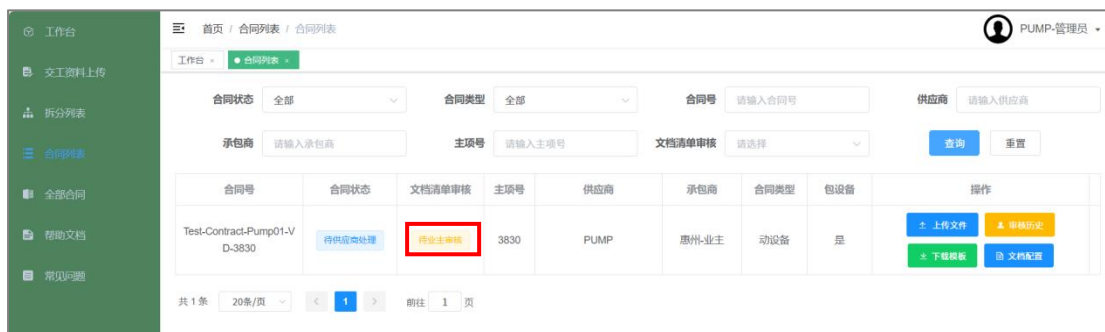 工作台
交工资料上传
拆分列表
合同列表
全部合同
帮助文档
常见问题
首页 / 合同列表 / 合同列表
PUMP-管理员
工作台 ×
合同列表 ×
合同状态 全部
合同类型 全部
合同号 请输入合同号
供应商 请输入供应商
承包商 请输入承包商
主项号 请输入主项号
文档清单审核 请选择
查询 重置
合同号 合同状态 文档清单审核 主项号 供应商 承包商 合同类型 包设备 操作
Test-Contract-Pump01-V
D-3830
待供应商处理
待业主审核
3830
PUMP
惠州-业主
动设备
是
上传文件 审核历史
下载模板 文档配置
共 1 条 20条/页 < 1 > 前往 1 页